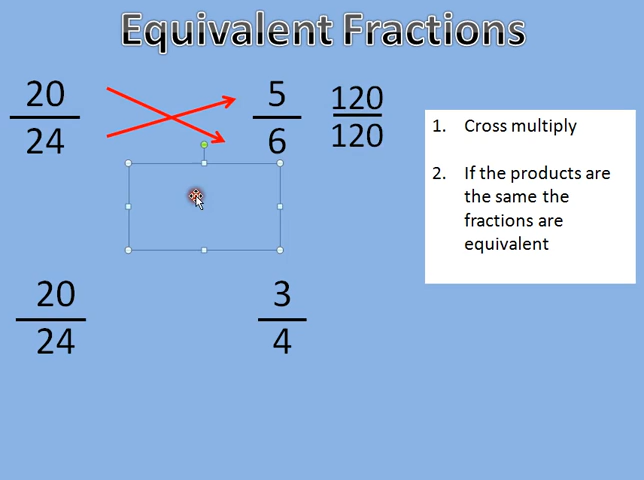 Equivalent Fractions
20 5 120
24 6 120
1. Cross multiply
2. If the products are
the same the
fractions are
equivalent
20 3
24 4